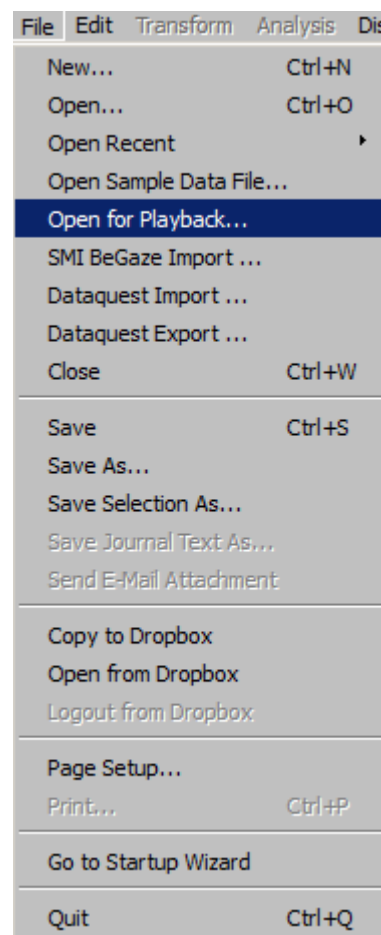 File Edit Transform Analysis Dis
New... Ctrl+N
Open... Ctrl+O
Open Recent
Open Sample Data File...
Open for Playback...
SMI BeGaze Import ...
Dataquest Import ...
Dataquest Export ...
Close Ctrl+W
Save Ctrl+S
Save As...
Save Selection As...
Save Journal Text As...
Send E-Mail Attachment
Copy to Dropbox
Open from Dropbox
Logout from Dropbox
Page Setup...
Print... Ctrl+P
Go to Startup Wizard
Quit Ctrl+Q